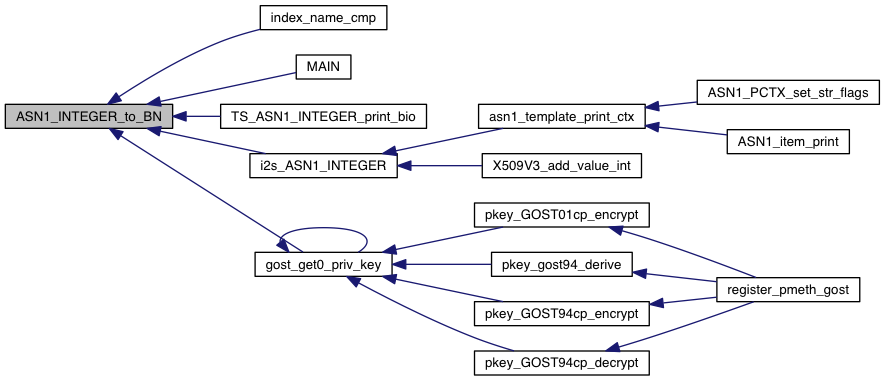 index_name_cmp
MAIN
ASN1_INTEGER_to_BN
TS_ASN1_INTEGER_print_bio
i2s_ASN1_INTEGER
asn1_template_print_ctx
ASN1_PCTX_set_str_flags
ASN1_item_print
X509V3_add_value_int
gost_get0_priv_key
pkey_GOST01cp_encrypt
pkey_gost94_derive
pkey_GOST94cp_encrypt
pkey_GOST94cp_decrypt
register_pmeth_gost